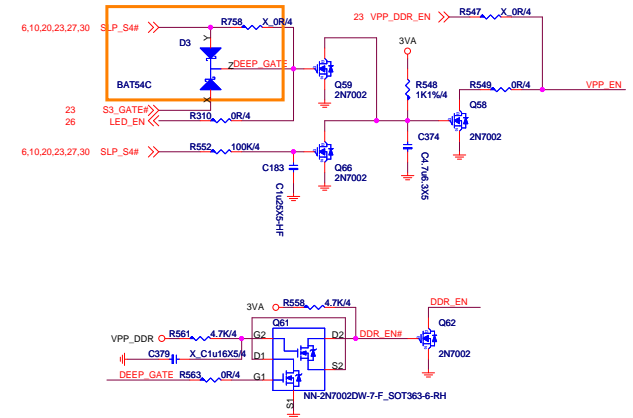 23 VPP_DDR_EN R547 X_0R/4
6,10,20,23,27,30 SLP_S4# R758 X_0R/4
Y
D3
3VA
Z DEEP_GATE
BAT54C
X
Q59
2N7002
R548
1K1%/4
R549 0R/4
VPP_EN
Q58
23 S3_GATE#
26 LED_EN R310 0R/4
2N7002
C374
C4.7u6.3X5
6,10,20,23,27,30 SLP_S4# R552 100K/4
C183
C1u25X5-HF
Q66
2N7002
3VA R558 4.7K/4
DDR_EN
Q61
Q62
VPP_DDR R561 4.7K/4
G2 D2 DDR_EN#
2N7002
C379 X_C1u16X5/4
D1 S2
DEEP_GATE R563 0R/4 G1
S1
NN-2N7002DW-7-F_SOT363-6-RH